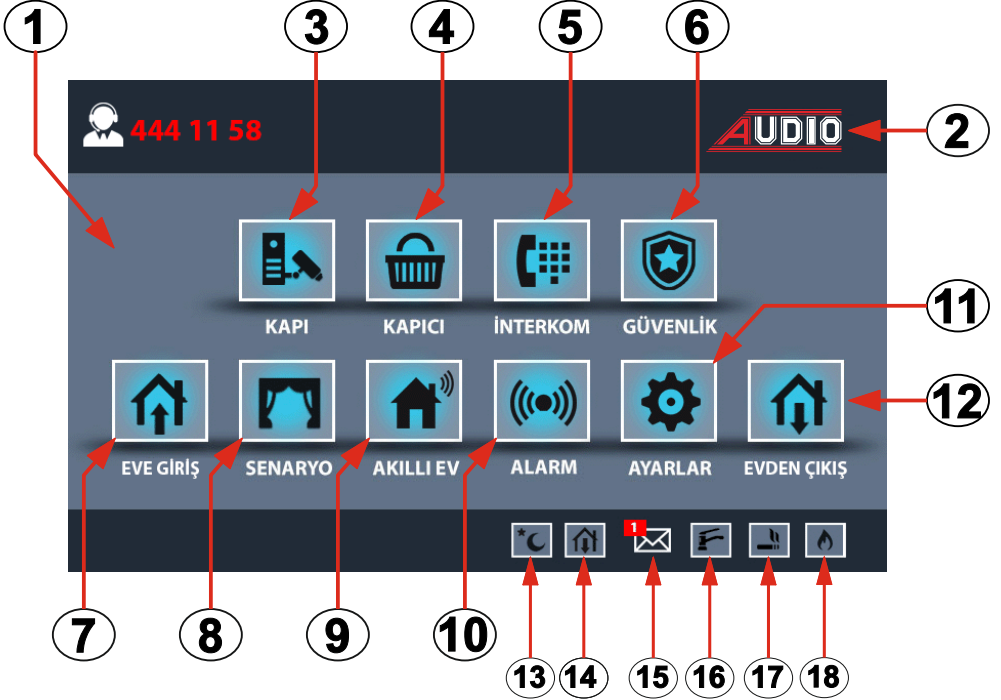 1
3
4
5
6
444 11 58
AUDIO
2
KAPI
KAPICI
İNTERKOM
GÜVENLİK
11
12
EVE GİRİŞ
SENARYO
AKILLI EV
ALARM
AYARLAR
EVDEN ÇIKIŞ
1
7
8
9
10
13
14
15
16
17
18